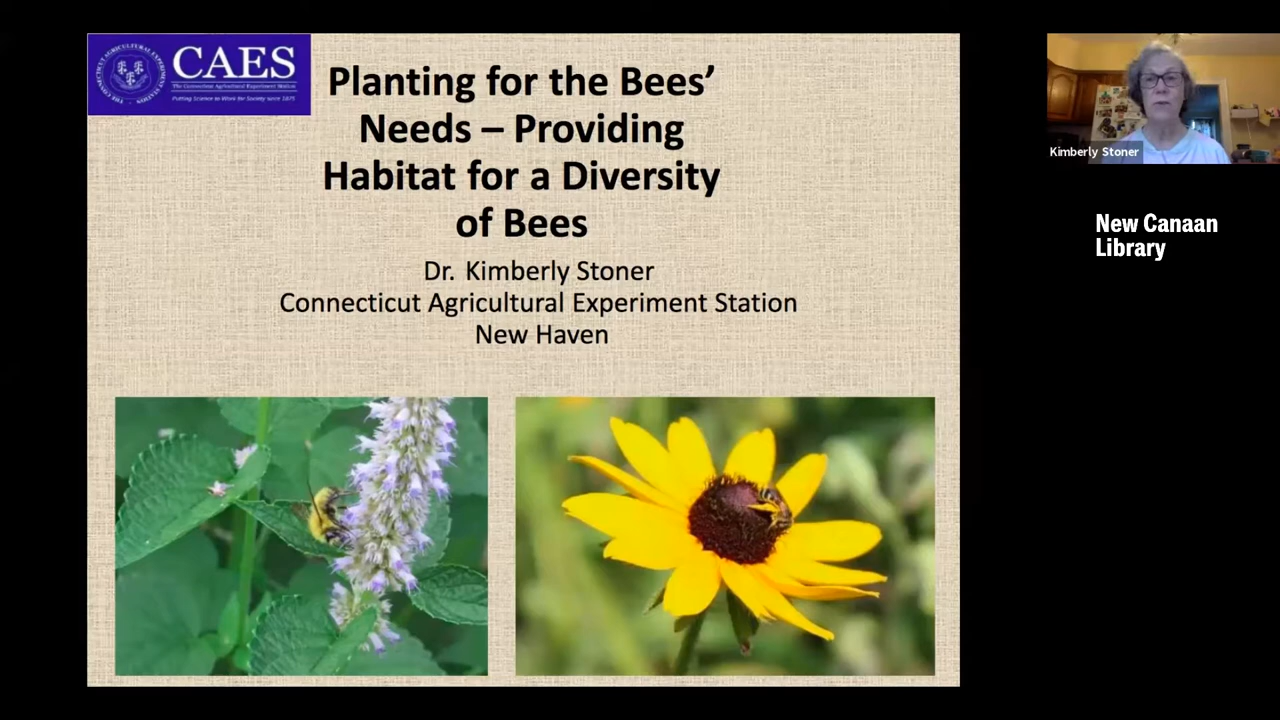 CAES
The Connecticut Agricultural Experiment Station
Putting Science to Work for Society since 1875
Planting for the Bees’
Needs – Providing
Habitat for a Diversity
of Bees
Dr. Kimberly Stoner
Connecticut Agricultural Experiment Station
New Haven
Kimberly Stoner
New Canaan
Library